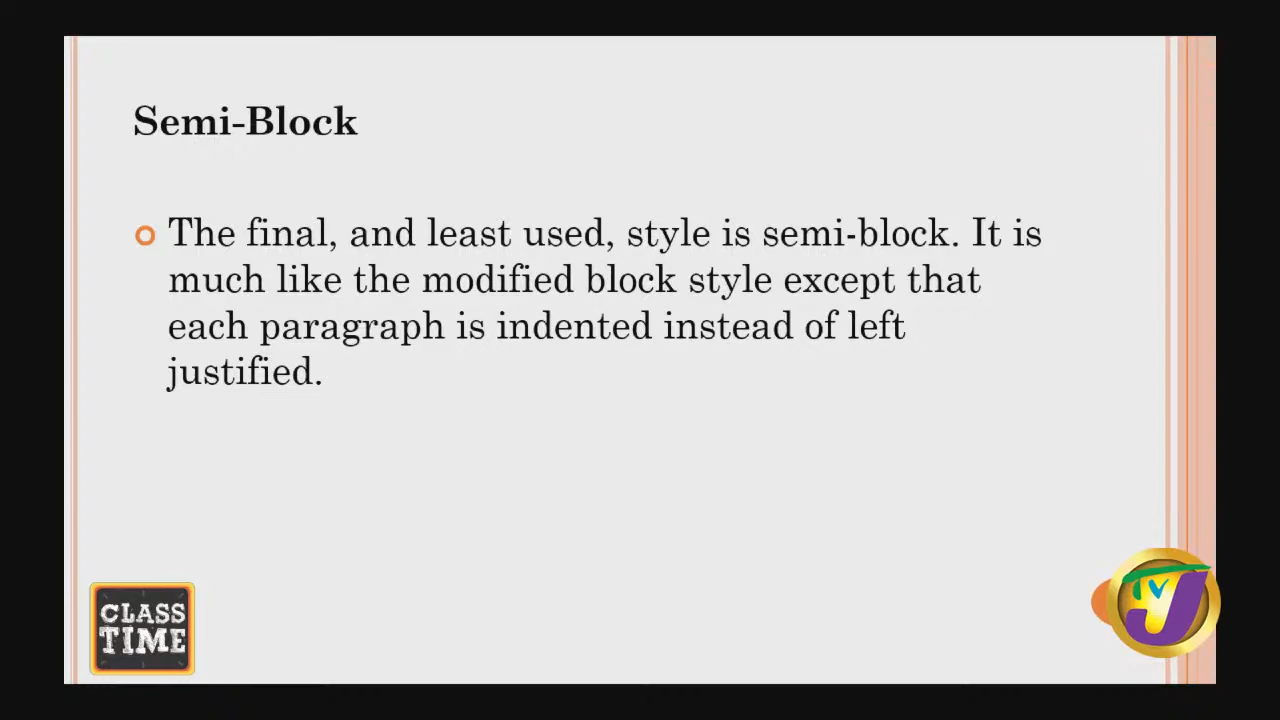 Semi-Block
The final, and least used, style is semi-block. It is
much like the modified block style except that
each paragraph is indented instead of left
justified.
CLASS
TIME
TVJ